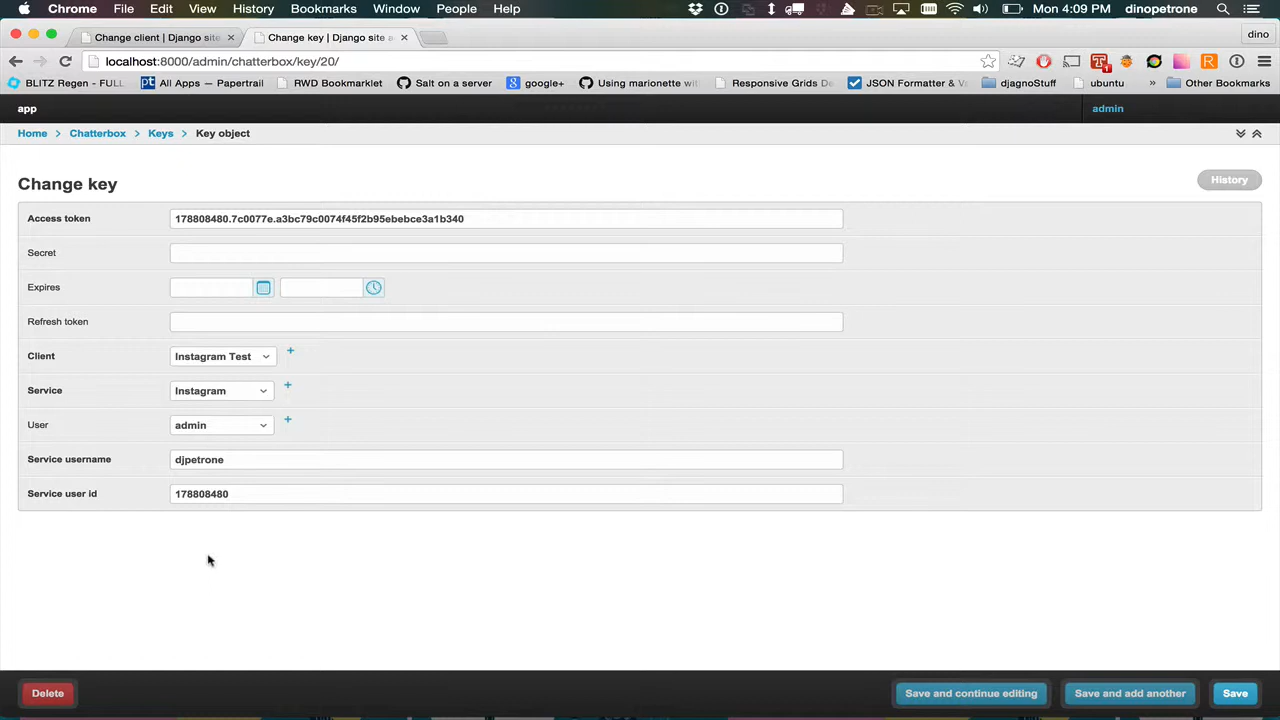 Chrome File Edit View History Bookmarks Window People Help Mon 4:09 PM dinopetrone
Change client | Django site Change key | Django site a dino
localhost:8000/admin/chatterbox/key/20/
BLITZ Regen - FULL All Apps — Papertrail RWD Bookmarklet Salt on a server google+ Using marionette with Responsive Grids De JSON Formatter & Va djagnoStuff ubuntu » Other Bookmarks
app admin
Home > Chatterbox > Keys > Key object
Change key History
Access token 178808480.7c0077e.a3bc79c0074f45f2b95ebebce3a1b340
Secret
Expires
Refresh token
Client Instagram Test +
Service Instagram +
User admin +
Service username djpetrone
Service user id 178808480
Delete Save and continue editing Save and add another Save